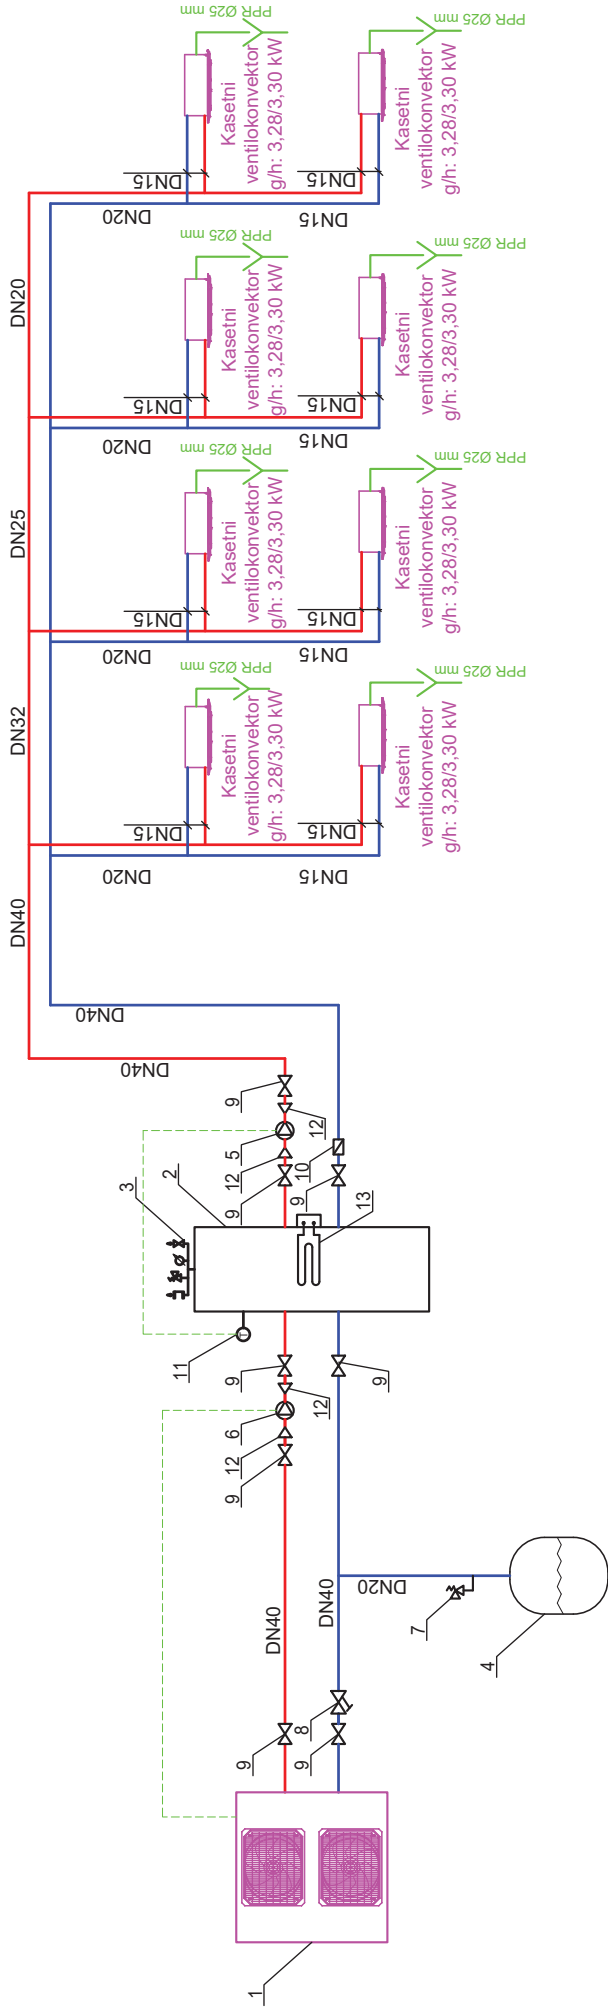 DN40
DN32
DN25
DN20
DN40
DN40
DN20
DN15
PPR Ø25 mm
Kasetni
ventilokonvektor
g/h: 3,28/3,30 kW
DN15
DN15
PPR Ø25 mm
Kasetni
ventilokonvektor
g/h: 3,28/3,30 kW
DN20
DN15
PPR Ø25 mm
Kasetni
ventilokonvektor
g/h: 3,28/3,30 kW
DN15
DN15
PPR Ø25 mm
Kasetni
ventilokonvektor
g/h: 3,28/3,30 kW
DN20
DN15
PPR Ø25 mm
Kasetni
ventilokonvektor
g/h: 3,28/3,30 kW
DN15
DN15
PPR Ø25 mm
Kasetni
ventilokonvektor
g/h: 3,28/3,30 kW
DN20
DN15
PPR Ø25 mm
Kasetni
ventilokonvektor
g/h: 3,28/3,30 kW
DN15
DN15
PPR Ø25 mm
Kasetni
ventilokonvektor
g/h: 3,28/3,30 kW
1
9
9
8
DN40
DN40
DN20
7
4
9
12
6
9
12
9
11
3
2
9
12
5
9
12
9
10
13